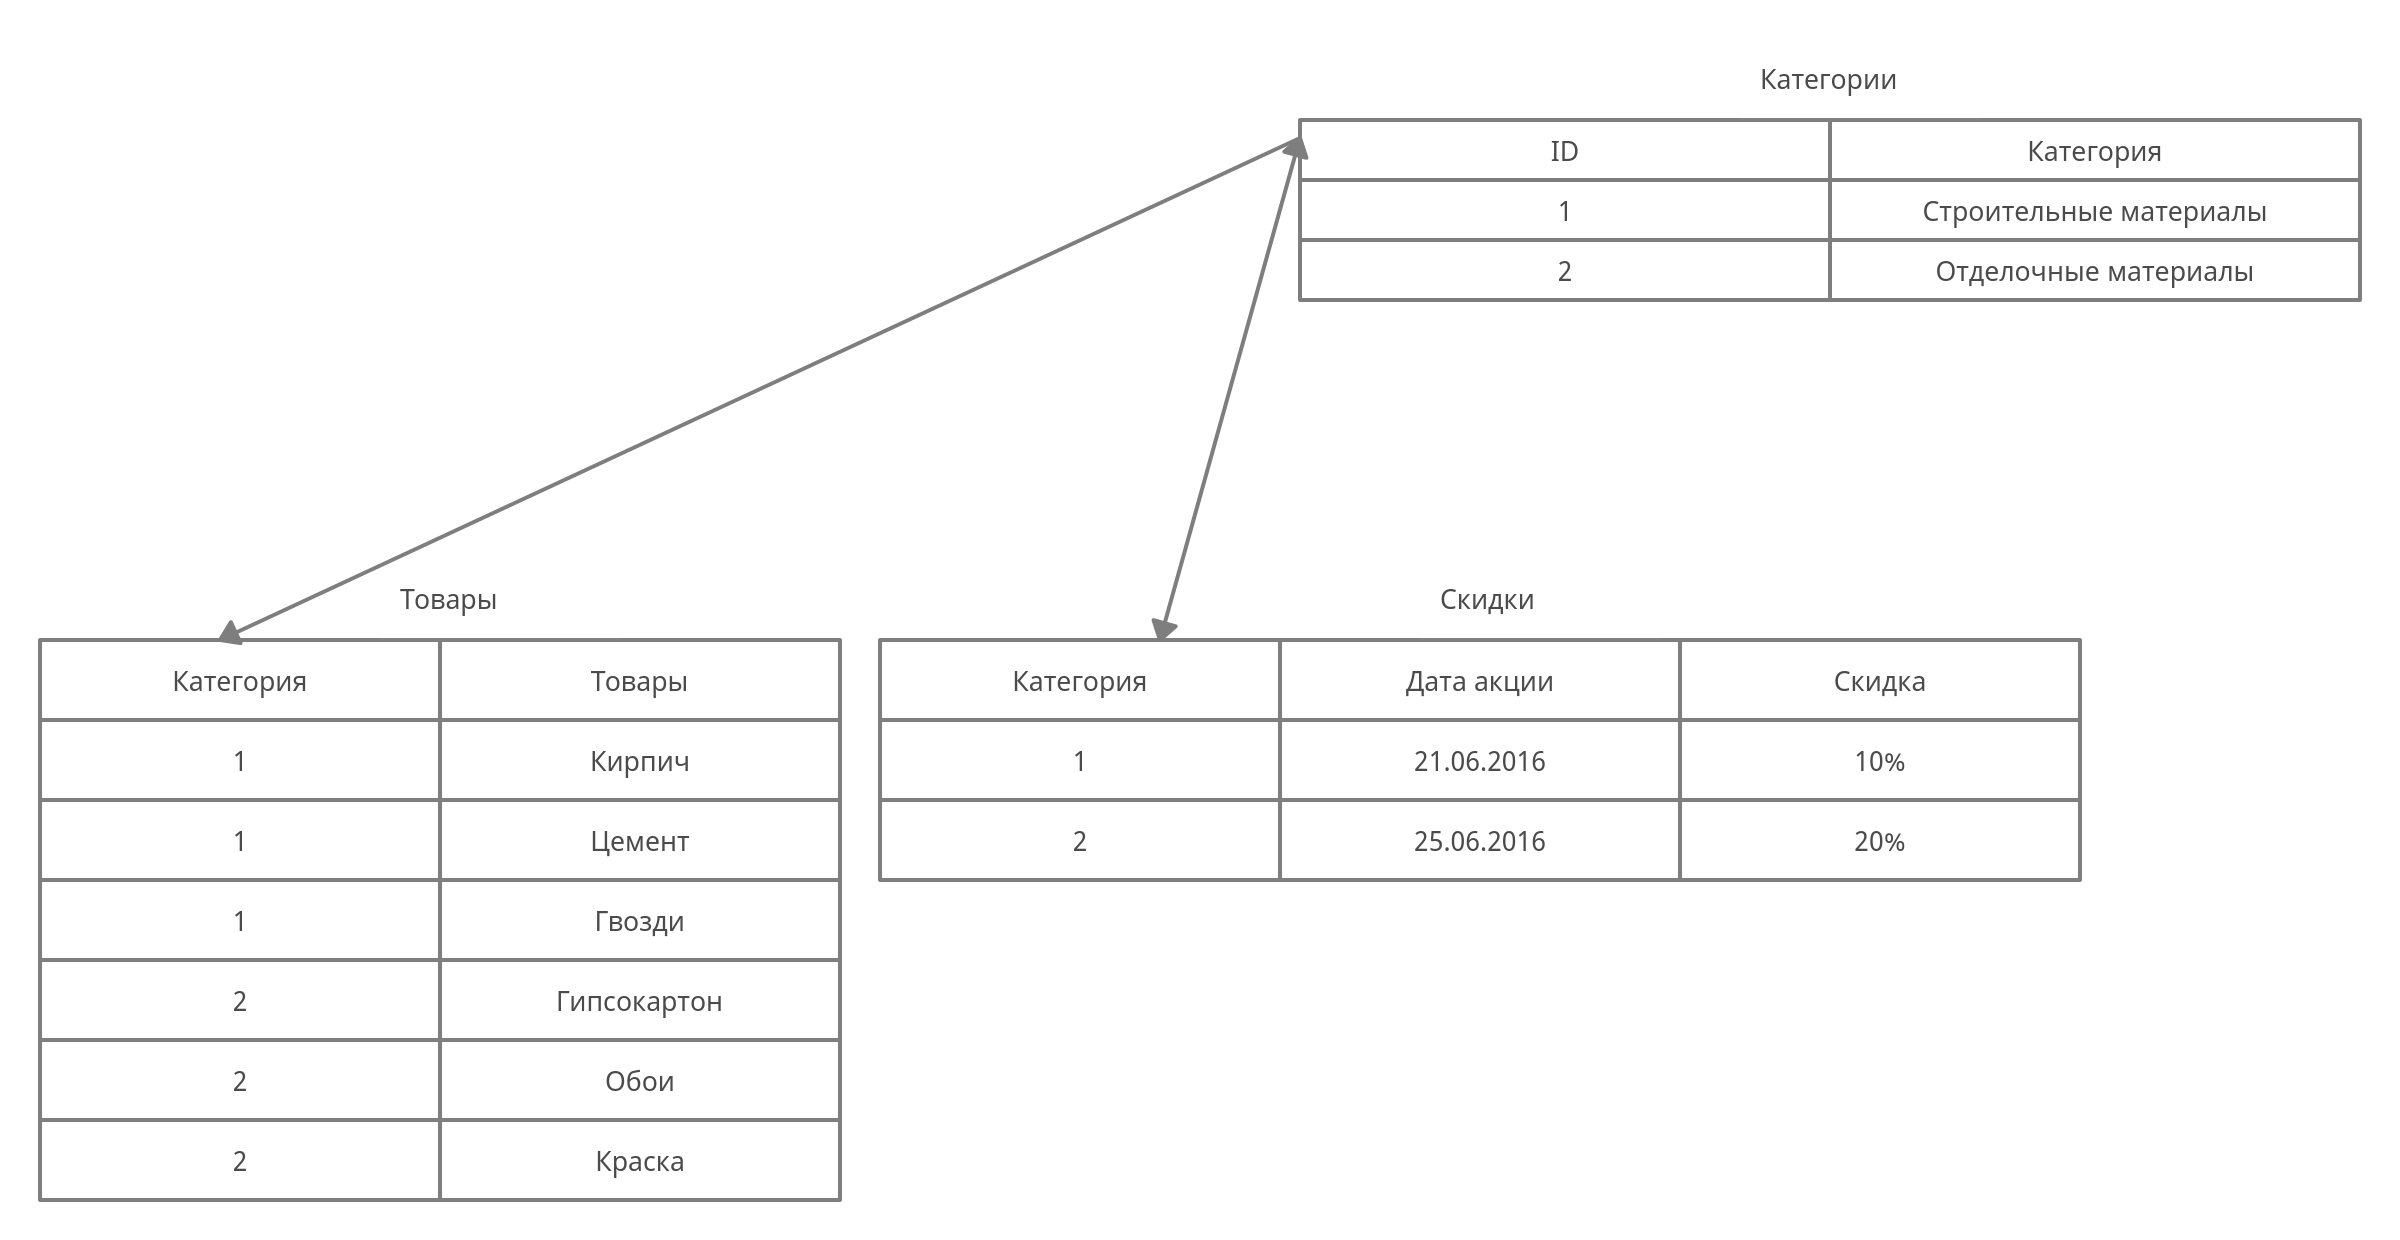 Категории
ID Категория
1 Строительные материалы
2 Отделочные материалы
Товары
Категория Товары
1 Кирпич
1 Цемент
1 Гвозди
2 Гипсокартон
2 Обои
2 Краска
Скидки
Категория Дата акции Скидка
1 21.06.2016 10%
2 25.06.2016 20%